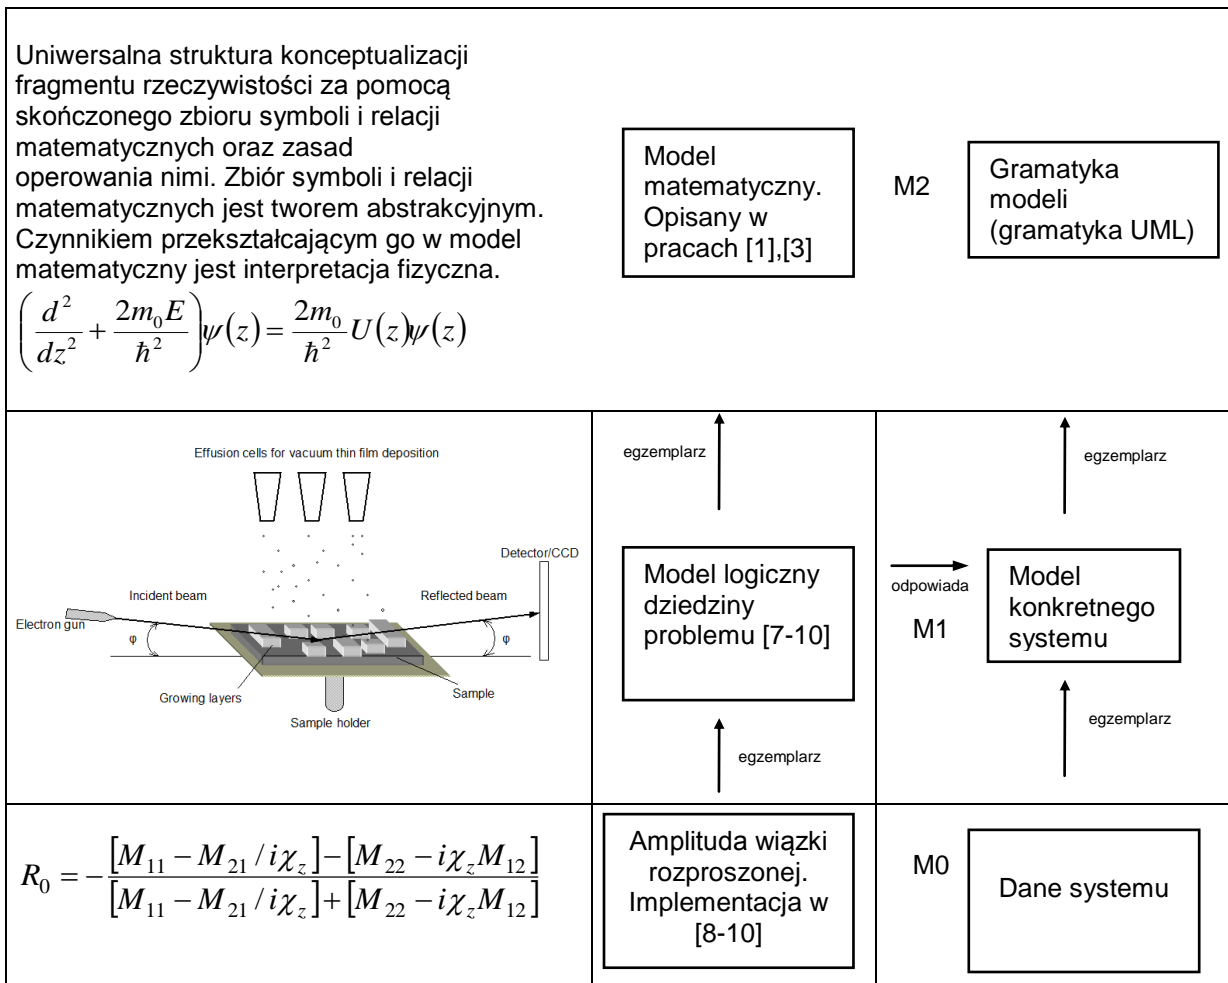 Uniwersalna struktura konceptualizacji
fragmentu rzeczywistości za pomocą
skończonego zbioru symboli i relacji
matematycznych oraz zasad
operowania nimi. Zbiór symboli i relacji
matematycznych jest tworem abstrakcyjnym.
Czynnikiem przekształcającym go w model
matematyczny jest interpretacja fizyczna.
(d²/dz² + 2m₀E/ℏ²)ψ(z) = 2m₀/ℏ² U(z)ψ(z)
Model
matematyczny.
Opisany w
pracach [1],[3]
M2
Gramatyka
modeli
(gramatyka UML)
Effusion cells for vacuum thin film deposition
Detector/CCD
Incident beam
Reflected beam
Electron gun
φ
φ
Growing layers
Sample
Sample holder
egzemplarz
Model logiczny
dziedziny
problemu [7-10]
egzemplarz
egzemplarz
odpowiada
M1
Model
konkretnego
systemu
egzemplarz
R₀ = −[M₁₁ − M₂₁ / iχ_z] − [M₂₂ − iχ_z M₁₂]
[M₁₁ − M₂₁ / iχ_z] + [M₂₂ − iχ_z M₁₂]
Amplituda wiązki
rozproszonej.
Implementacja w
[8-10]
M0
Dane systemu